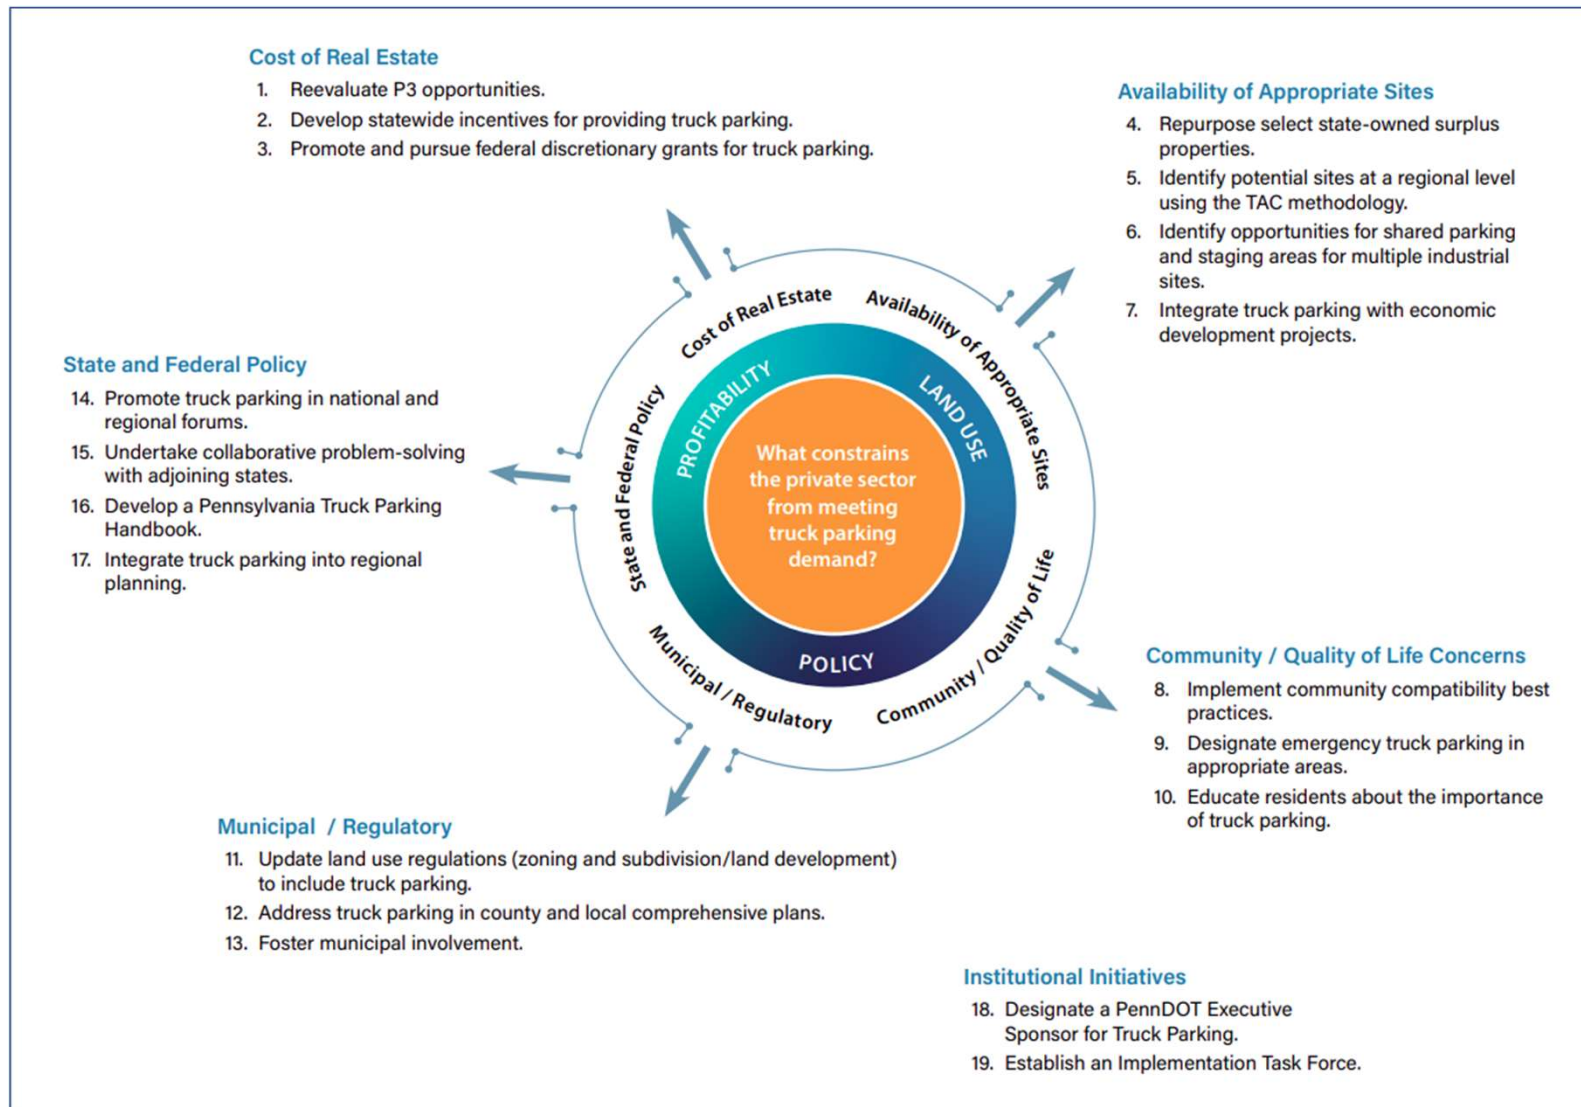 Cost of Real Estate
1. Reevaluate P3 opportunities.
2. Develop statewide incentives for providing truck parking.
3. Promote and pursue federal discretionary grants for truck parking.
Availability of Appropriate Sites
4. Repurpose select state-owned surplus
properties.
5. Identify potential sites at a regional level
using the TAC methodology.
6. Identify opportunities for shared parking
and staging areas for multiple industrial
sites.
7. Integrate truck parking with economic
development projects.
State and Federal Policy
14. Promote truck parking in national and
regional forums.
15. Undertake collaborative problem-solving
with adjoining states.
16. Develop a Pennsylvania Truck Parking
Handbook.
17. Integrate truck parking into regional
planning.
Cost of Real Estate
Availability of Appropriate Sites
State and Federal Policy
PROFITABILITY
LAND USE
What constrains
the private sector
from meeting
truck parking
demand?
POLICY
Municipal / Regulatory
Community / Quality of Life
Community / Quality of Life Concerns
8. Implement community compatibility best
practices.
9. Designate emergency truck parking in
appropriate areas.
10. Educate residents about the importance
of truck parking.
Municipal / Regulatory
11. Update land use regulations (zoning and subdivision/land development)
to include truck parking.
12. Address truck parking in county and local comprehensive plans.
13. Foster municipal involvement.
Institutional Initiatives
18. Designate a PennDOT Executive
Sponsor for Truck Parking.
19. Establish an Implementation Task Force.